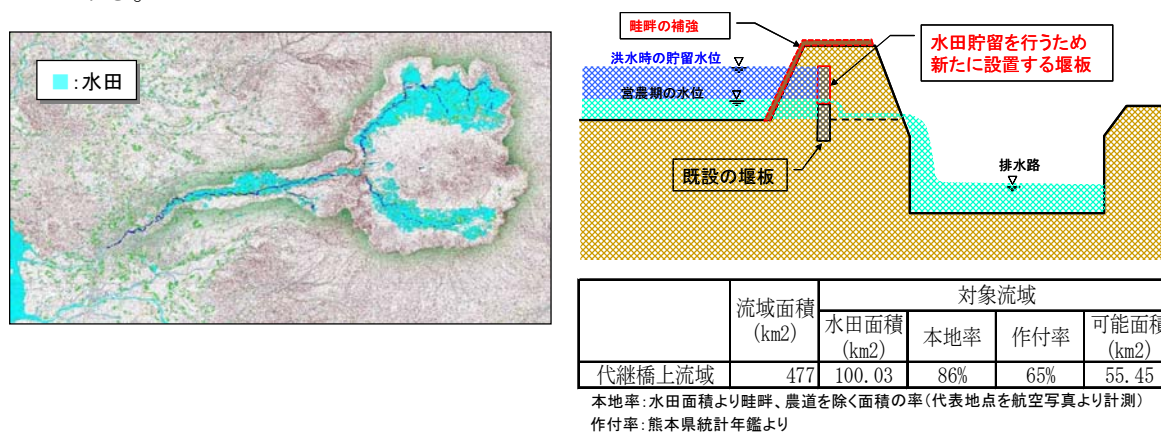 ■:水田
畦畔の補強
洪水時の貯留水位
営農期の水位
水田貯留を行うため
新たに設置する堰板
既設の堰板
排水路
流域面積
(km2)
対象流域
水田面積
(km2)
本地率
作付率
可能面積
(km2)
代継橋上流域 477 100.03 86% 65% 55.45
本地率:水田面積より畦畔、農道を除く面積の率(代表地点を航空写真より計測)
作付率:熊本県統計年鑑より